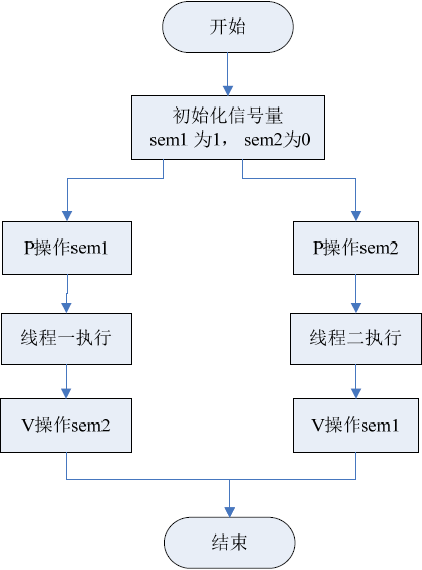 开始
初始化信号量
sem1 为1， sem2为0
P操作sem1
P操作sem2
线程一执行
线程二执行
V操作sem2
V操作sem1
结束